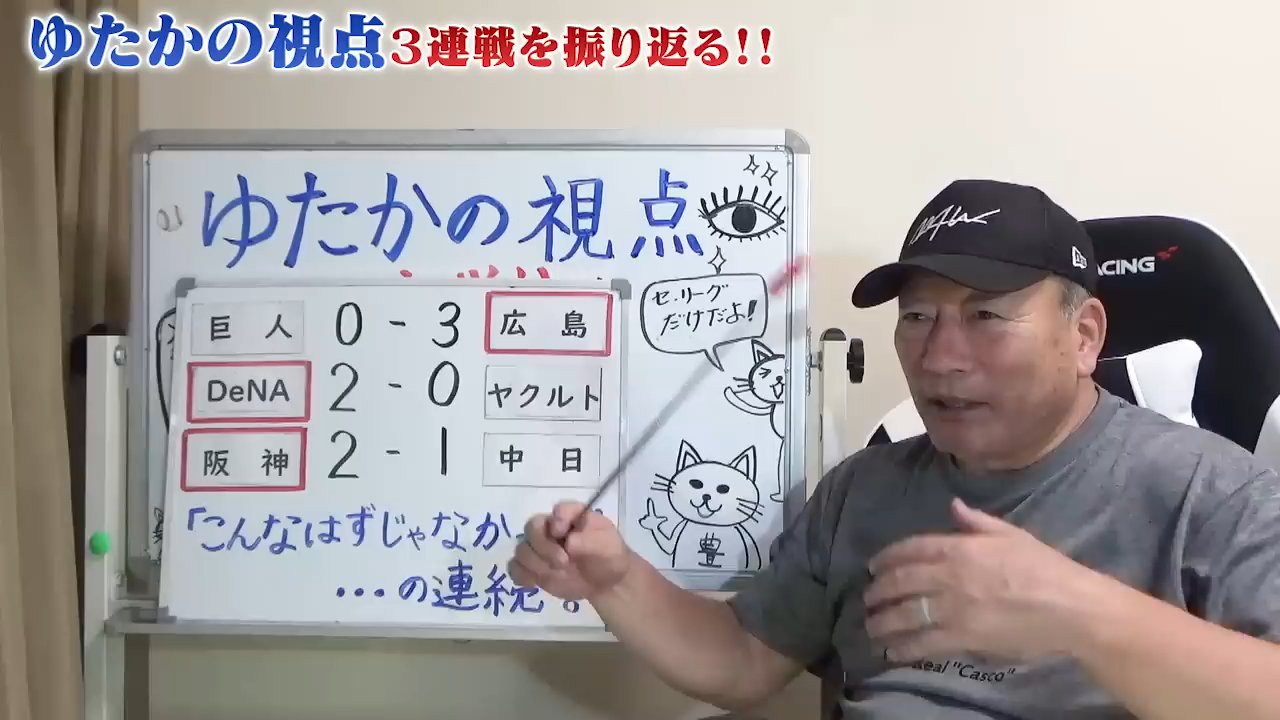 ゆたかの視点3連戦を振り返る!!
ゆたかの視点
セ.リーグ
だけだよ!
巨人 0 - 3 広島
DeNA 2 - 0 ヤクルト
阪神 2 - 1 中日
「こんなはずじゃなか
…の連続
豊
ACING
Real "Casco"